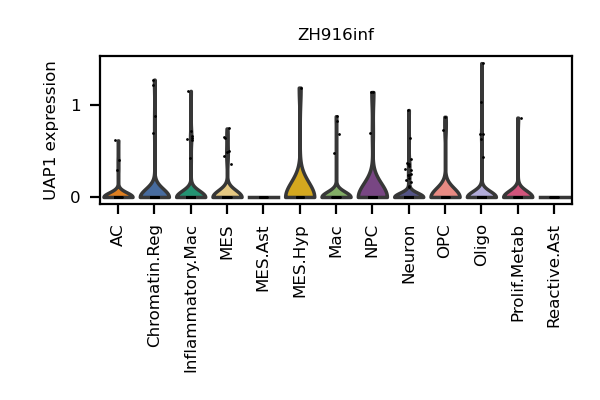 ZH916inf
UAP1 expression
1
0
AC
Chromatin.Reg
Inflammatory.Mac
MES
MES.Ast
MES.Hyp
Mac
NPC
Neuron
OPC
Oligo
Prolif.Metab
Reactive.Ast